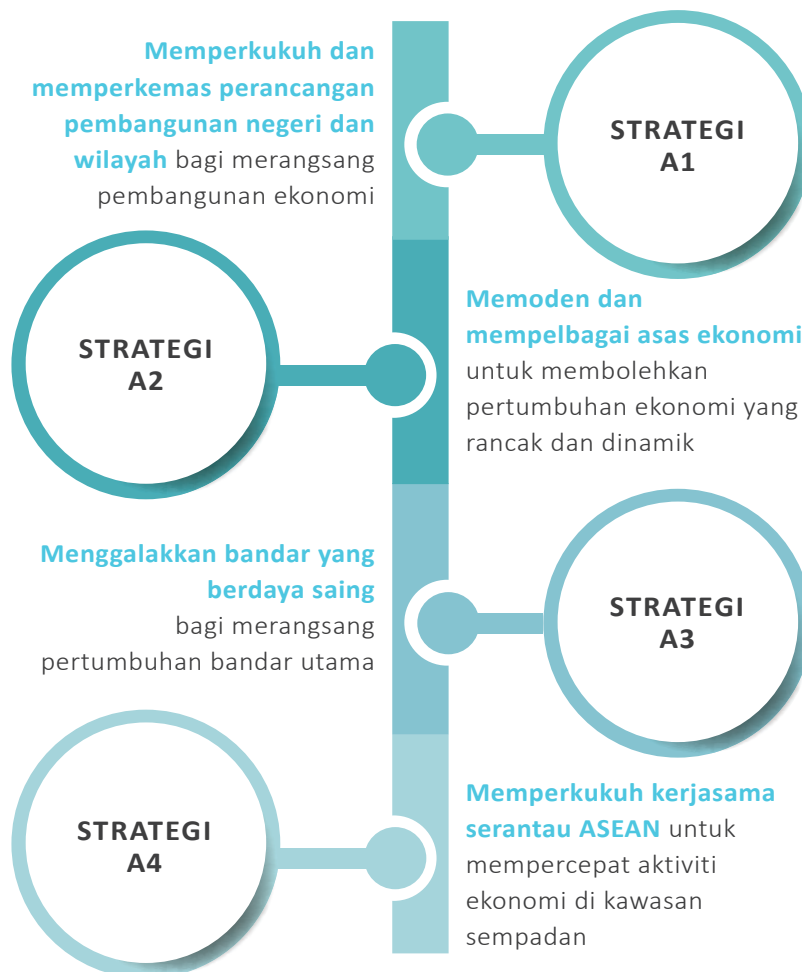 Memperkukuh dan
memperkemas perancangan
pembangunan negeri dan
wilayah bagi merangsang
pembangunan ekonomi
STRATEGI
A1
STRATEGI
A2
Memoden dan
mempelbagai asas ekonomi
untuk membolehkan
pertumbuhan ekonomi yang
rancak dan dinamik
Menggalakkan bandar yang
berdaya saing
bagi merangsang
pertumbuhan bandar utama
STRATEGI
A3
STRATEGI
A4
Memperkukuh kerjasama
serantau ASEAN untuk
mempercepat aktiviti
ekonomi di kawasan
sempadan